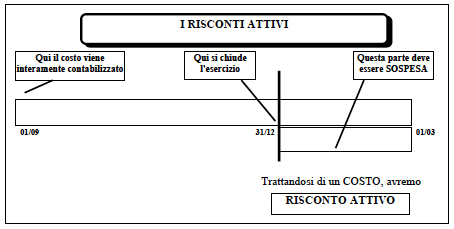 I RISCONTI ATTIVI
Qui il costo viene
interamente contabilizzato
Qui si chiude
l'esercizio
Questa parte deve
essere SOSPESA
01/09
31/12
01/03
Trattandosi di un COSTO, avremo
RISCONTO ATTIVO